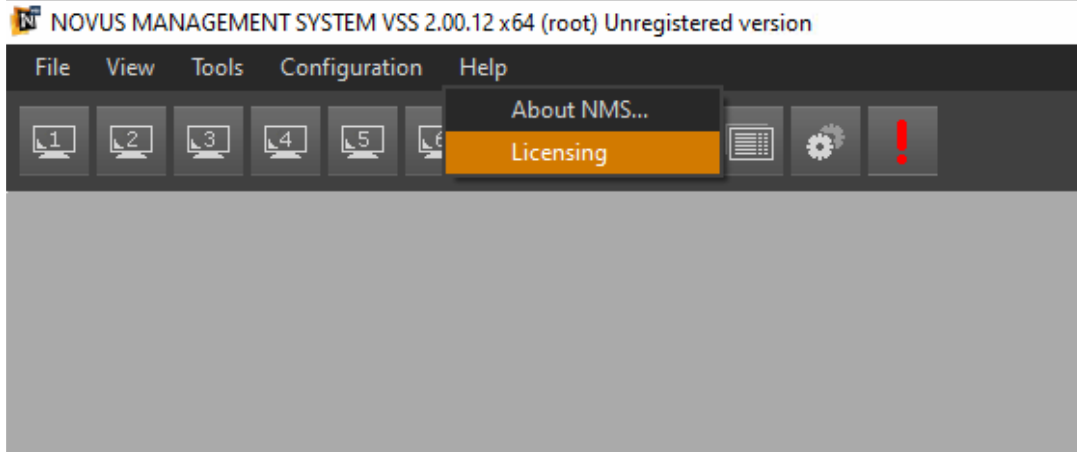 NOVUS MANAGEMENT SYSTEM VSS 2.00.12 x64 (root) Unregistered version
File View Tools Configuration Help
About NMS...
Licensing
1 2 3 4 5 6